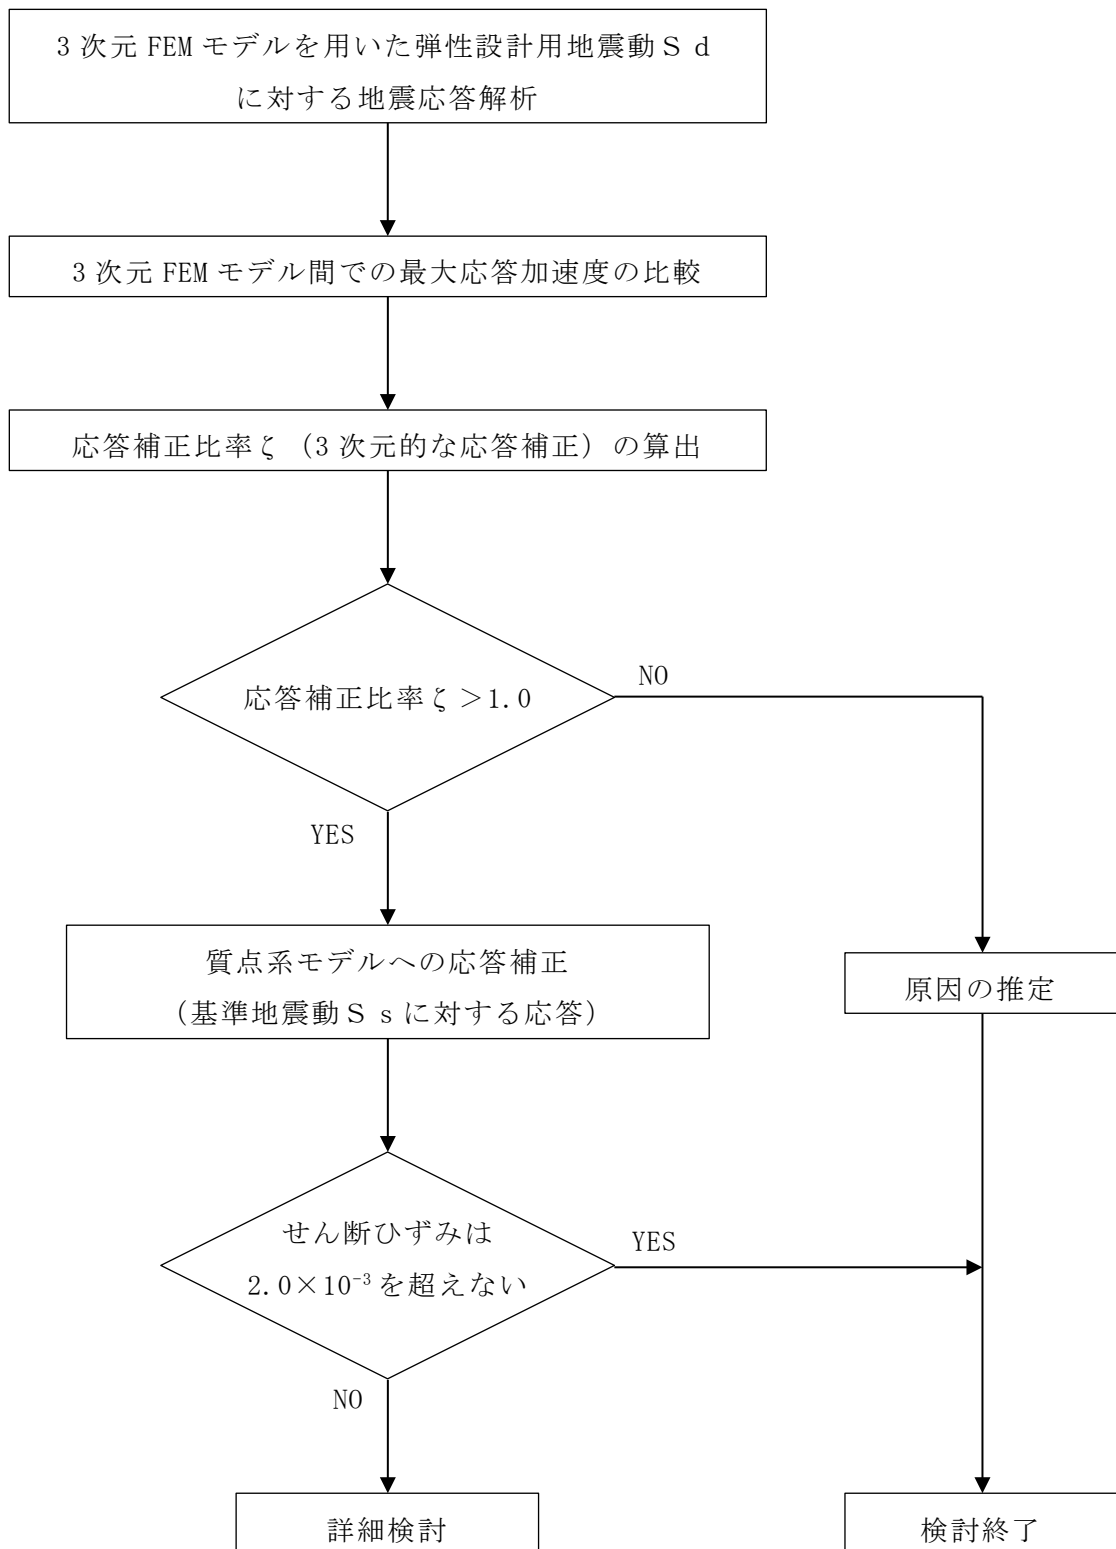 3次元 FEM モデルを用いた弾性設計用地震動Ｓｄ
に対する地震応答解析
3次元 FEM モデル間での最大応答加速度の比較
応答補正比率ζ（3次元的な応答補正）の算出
応答補正比率ζ＞1.0
NO
YES
質点系モデルへの応答補正
（基準地震動Ｓｓに対する応答）
原因の推定
せん断ひずみは
2.0×10⁻³を超えない
YES
NO
詳細検討
検討終了